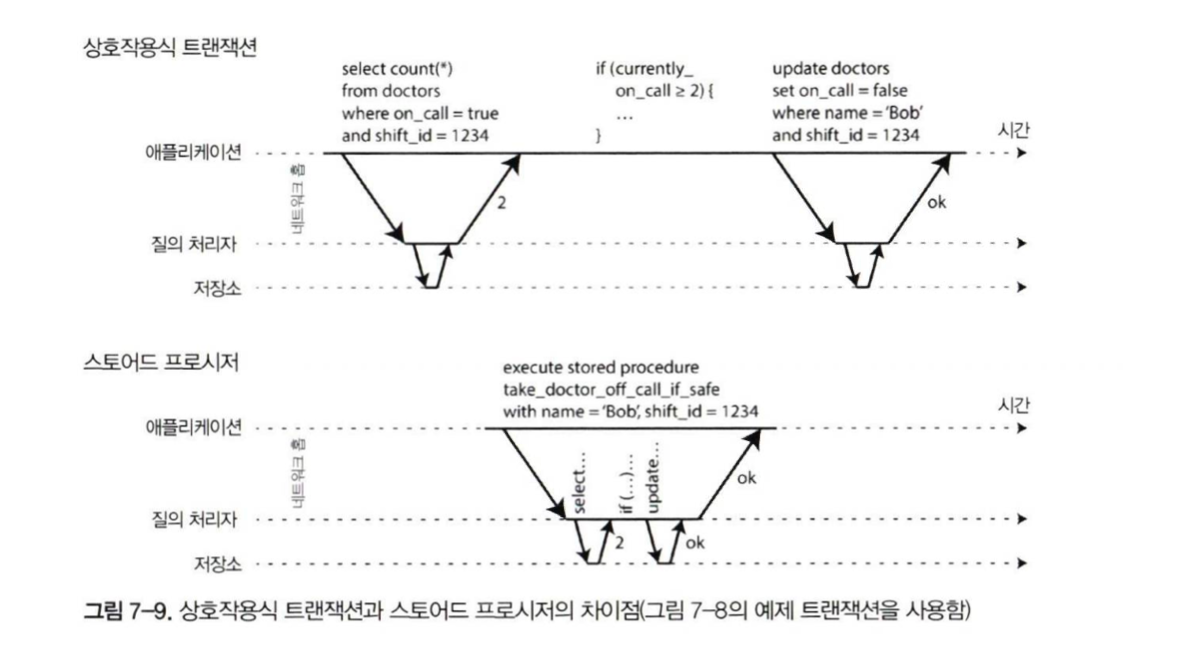 상호작용식 트랜잭션
select count(*)
from doctors
where on_call = true
and shift_id = 1234
if (currently_
on_call ≥ 2) {
...
}
update doctors
set on_call = false
where name = 'Bob'
and shift_id = 1234
시간
애플리케이션
네트워크 홉
2
ok
질의 처리자
저장소
스토어드 프로시저
execute stored procedure
take_doctor_off_call_if_safe
with name = 'Bob', shift_id = 1234
시간
애플리케이션
네트워크 홉
select...
if (...)...
update...
ok
질의 처리자
2
ok
저장소
그림 7-9. 상호작용식 트랜잭션과 스토어드 프로시저의 차이점(그림 7-8의 예제 트랜잭션을 사용함)